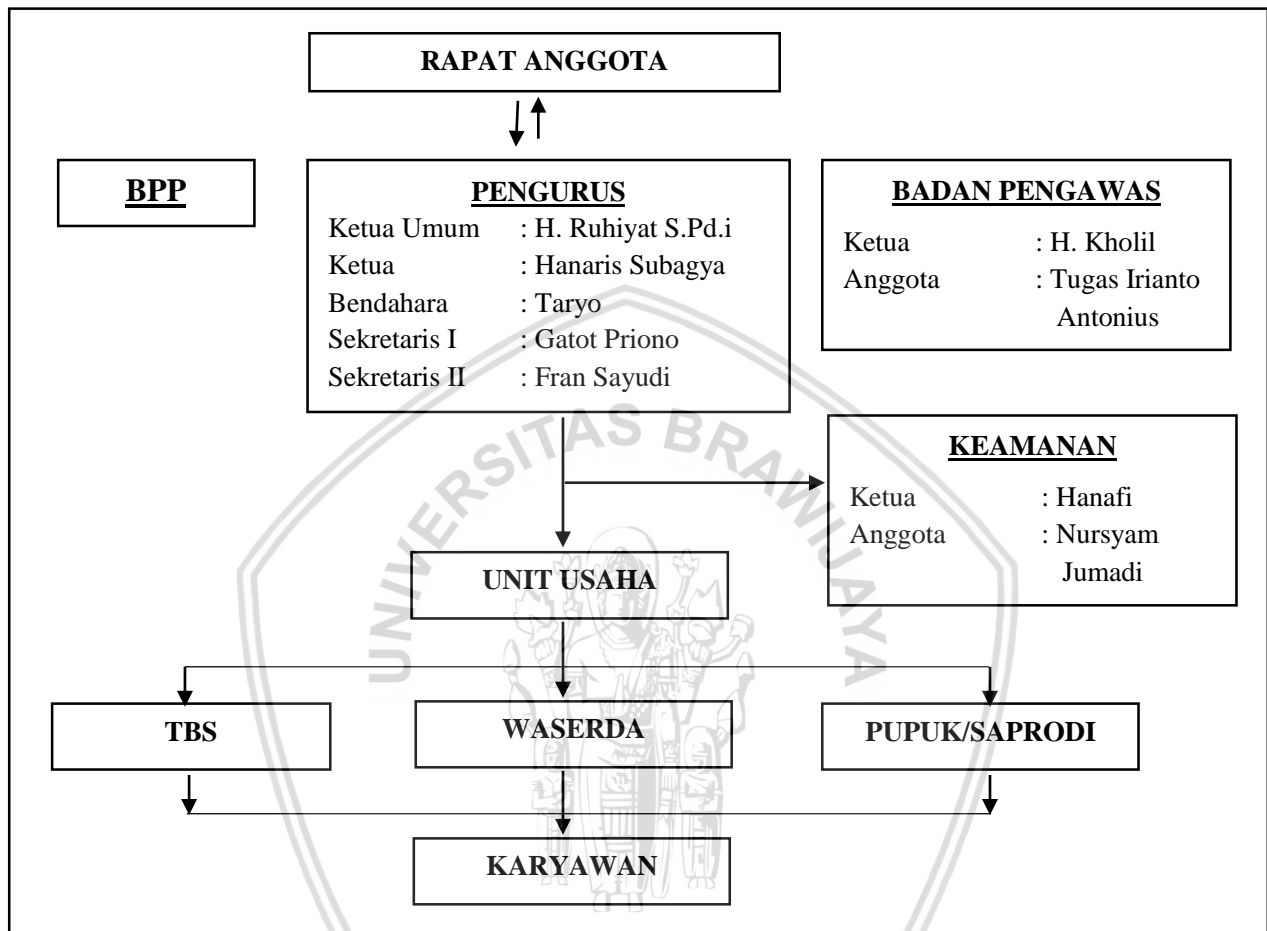 RAPAT ANGGOTA
BPP
PENGURUS
Ketua Umum : H. Ruhiyat S.Pd.i
Ketua : Hanaris Subagya
Bendahara : Taryo
Sekretaris I : Gatot Priono
Sekretaris II : Fran Sayudi
BADAN PENGAWAS
Ketua : H. Kholil
Anggota : Tugas Irianto
Antonius
KEAMANAN
Ketua : Hanafi
Anggota : Nursyam
Jumadi
UNIVERSITAS BRAWIJAYA
UNIT USAHA
TBS
WASERDA
PUPUK/SAPRODI
KARYAWAN